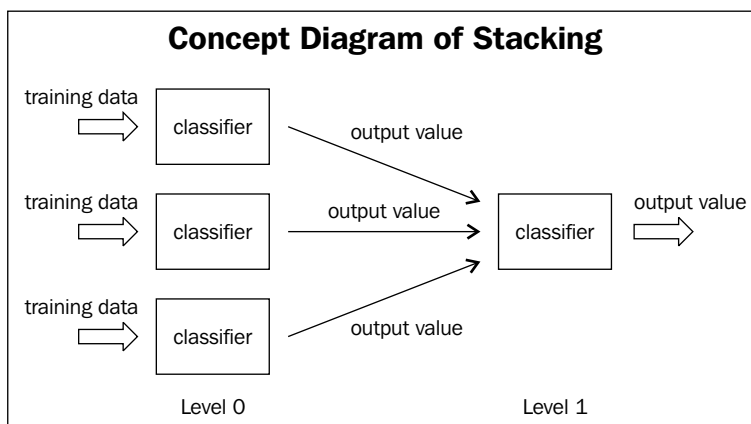 Concept Diagram of Stacking
training data
classifier
output value
training data
classifier
output value
classifier
output value
training data
classifier
output value
Level 0
Level 1